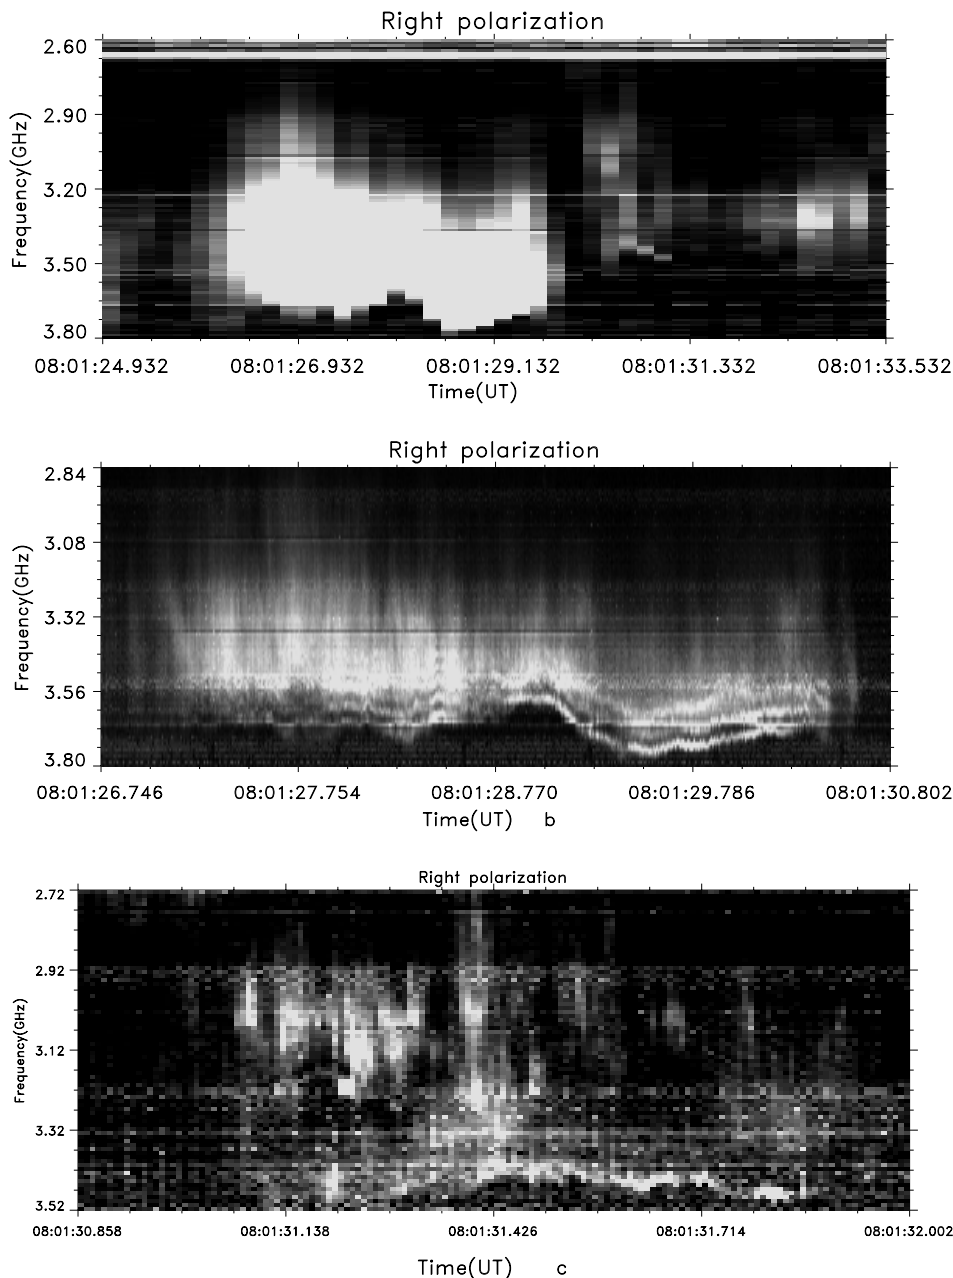 Right polarization
2.60
2.90
3.20
3.50
3.80
Frequency(GHz)
08:01:24.932 08:01:26.932 08:01:29.132 08:01:31.332 08:01:33.532
Time(UT)
Right polarization
2.84
3.08
3.32
3.56
3.80
Frequency(GHz)
08:01:26.746 08:01:27.754 08:01:28.770 08:01:29.786 08:01:30.802
Time(UT) b
Right polarization
2.72
2.92
3.12
3.32
3.52
Frequency(GHz)
08:01:30.858 08:01:31.138 08:01:31.426 08:01:31.714 08:01:32.002
Time(UT) c